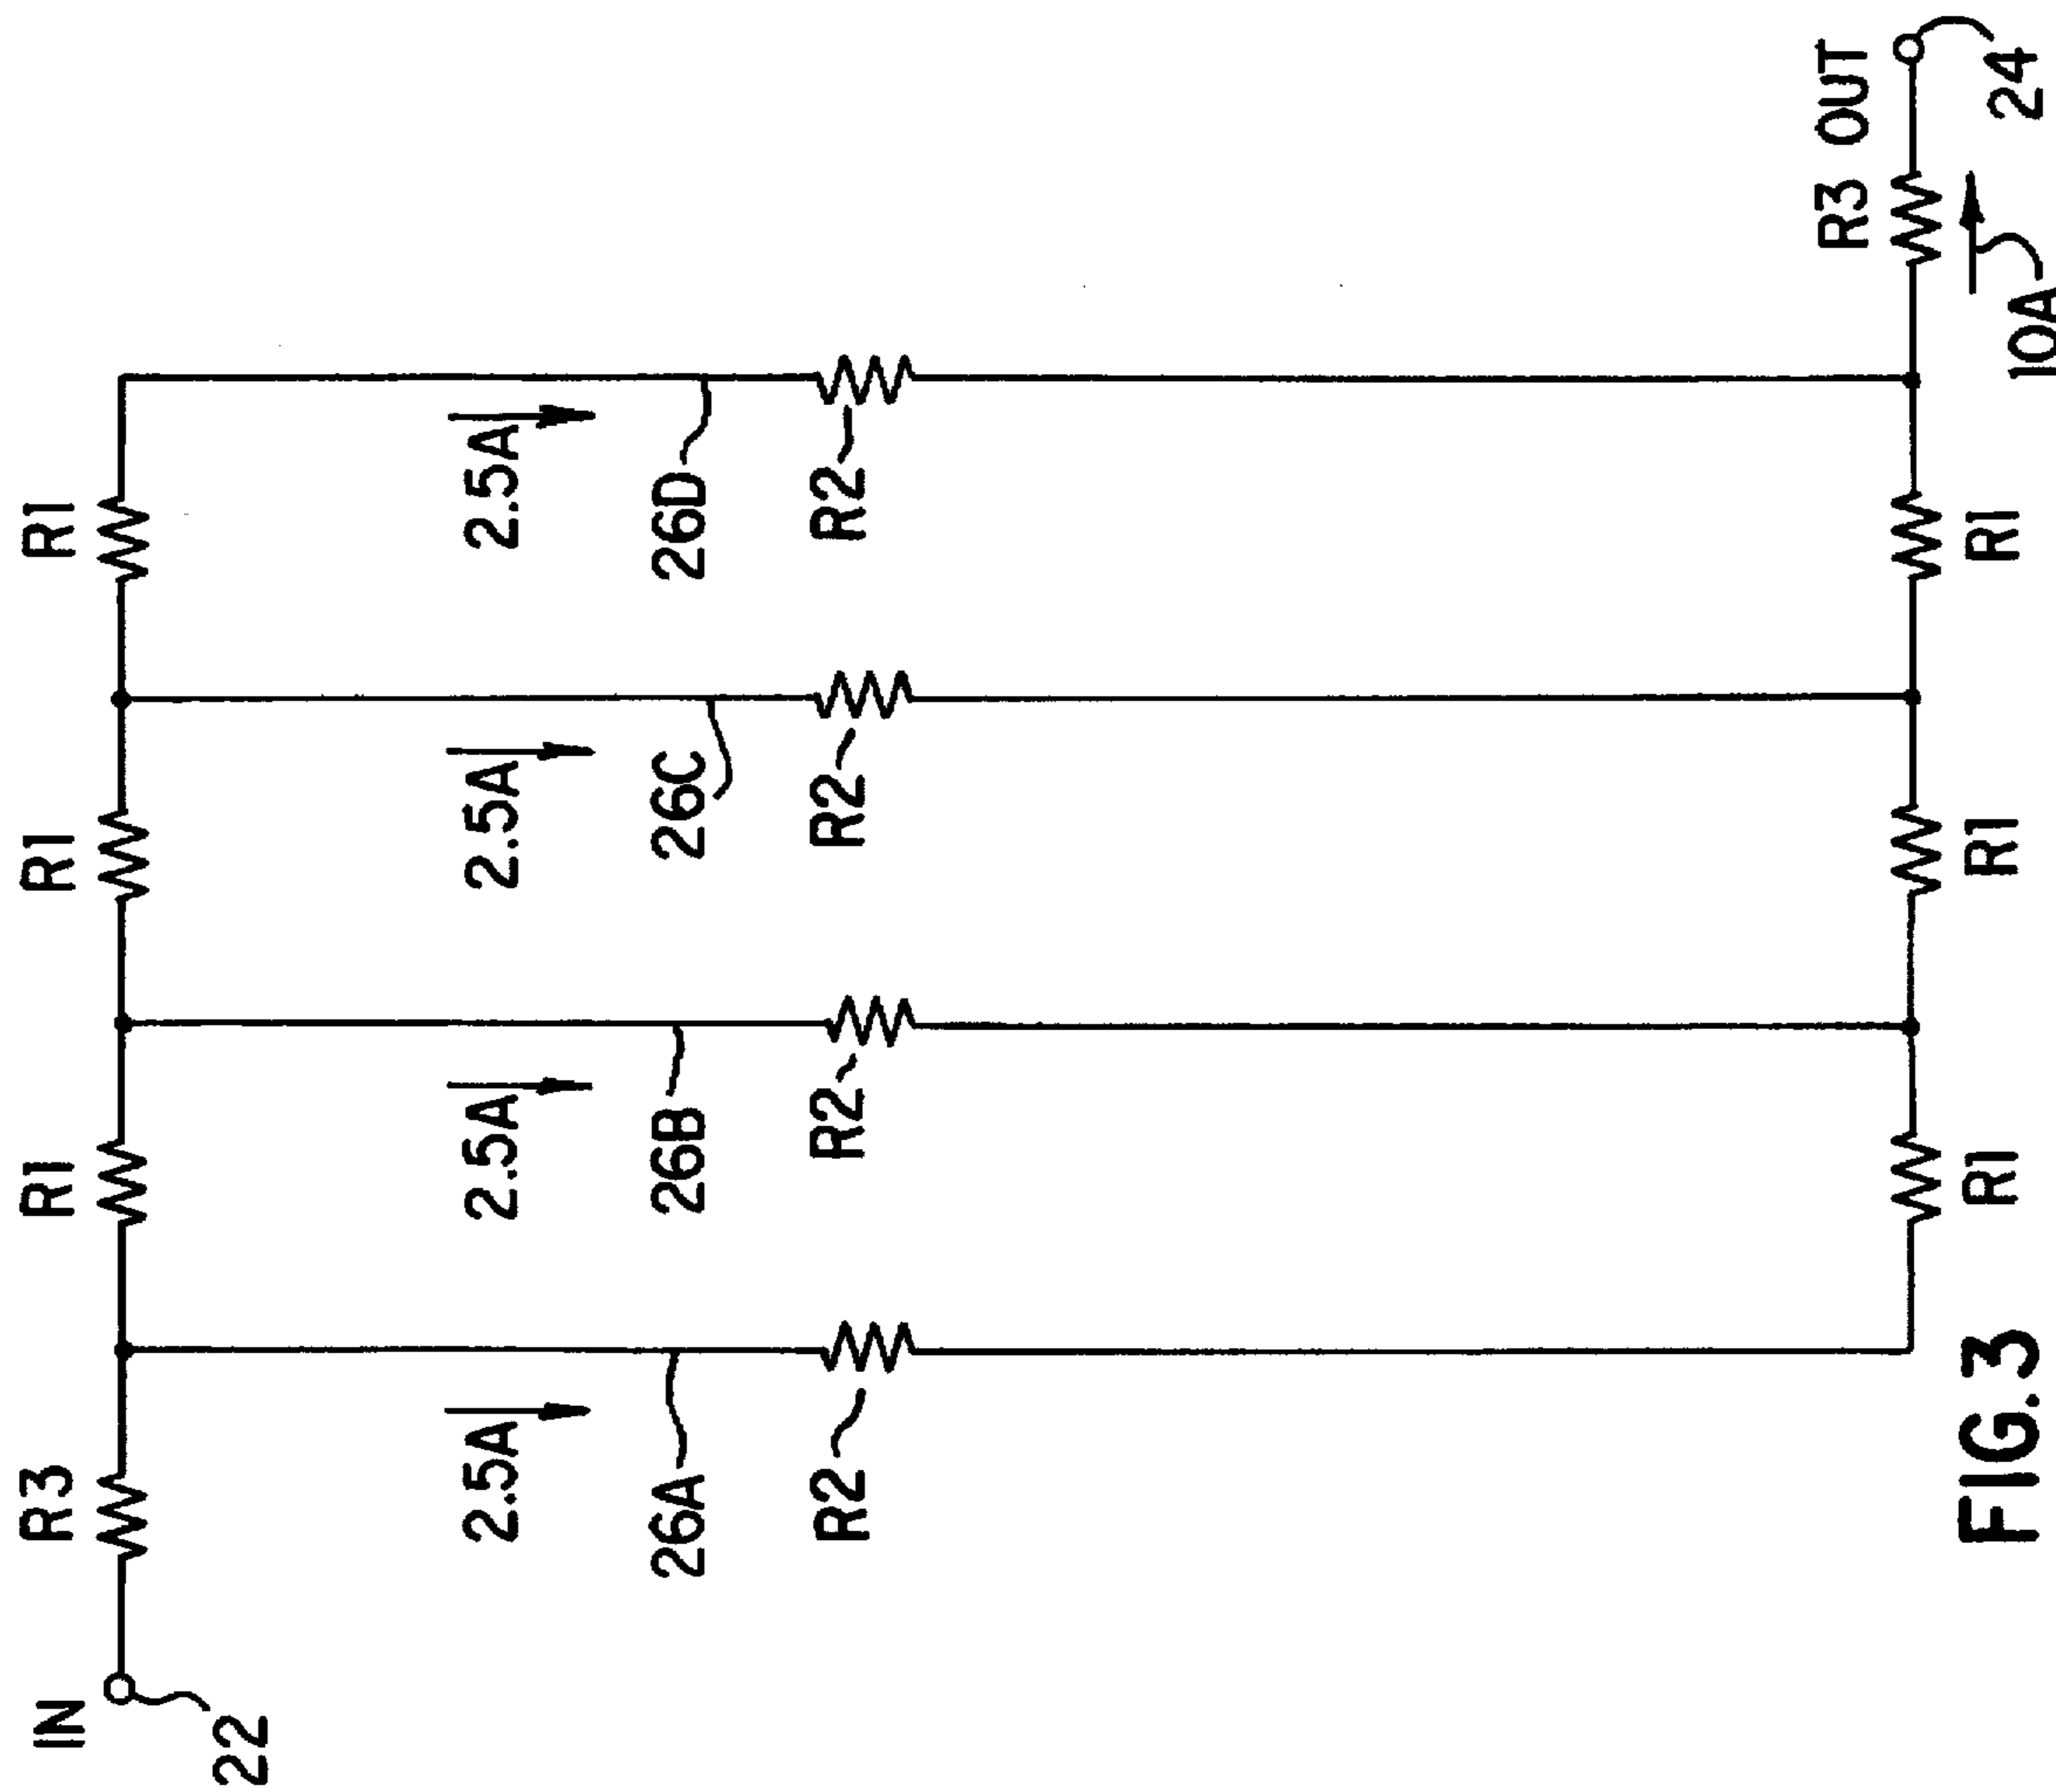 IN R3 R1 R1 R1
22
2.5A 2.5A 2.5A 2.5A
26A 26B 26C 26D
R2 R2 R2 R2
R3 OUT
R1 R1 R1
10A 24
FIG.3